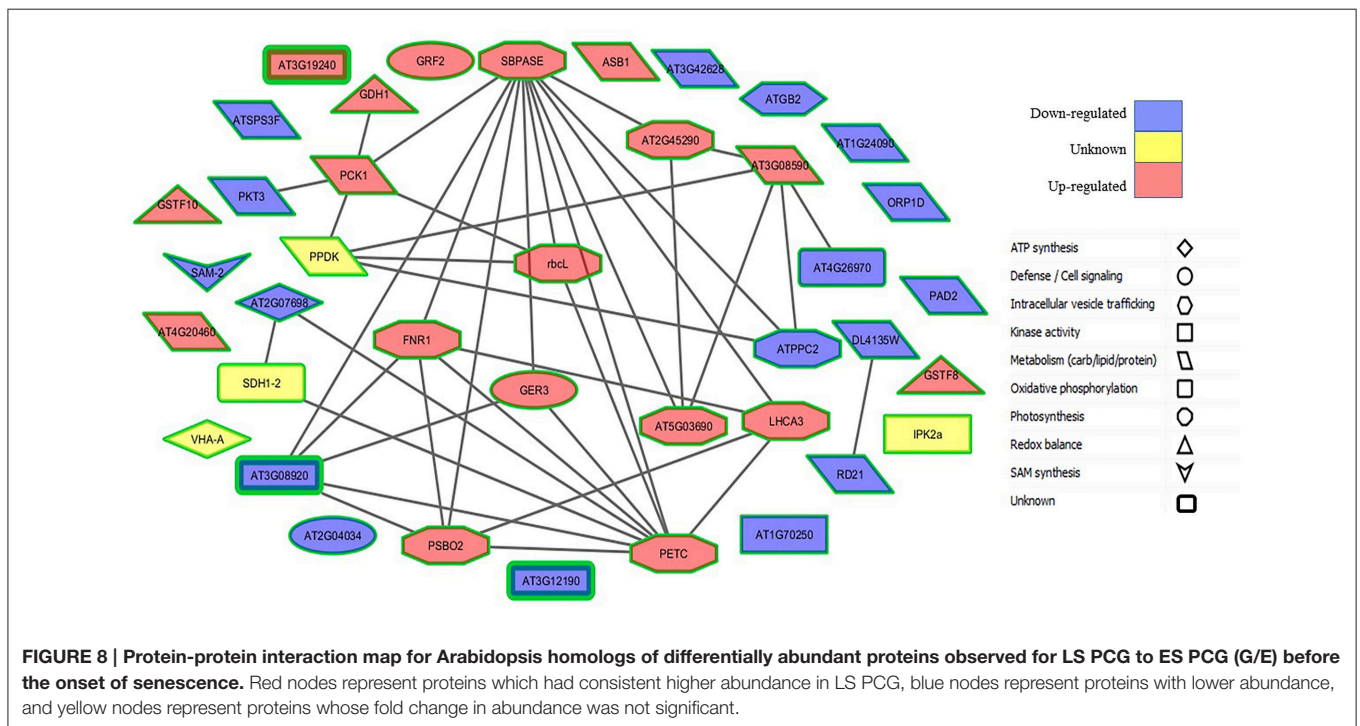 AT3G19240
GRF2
SBPASE
ASB1
AT3G42628
GDH1
ATGB2
ATSPS3F
AT2G45290
AT1G24090
AT3G08590
PCK1
PKT3
ORP1D
GSTF10
PPDK
rbcL
AT4G26970
SAM-2
PAD2
AT2G07698
AT4G20460
FNR1
ATPPC2
DL4135W
SDH1-2
GER3
GSTF8
VHA-A
AT5G03690
LHCA3
IPK2a
AT3G08920
RD21
AT2G04034
PSBO2
PETC
AT1G70250
AT3G12190
Down-regulated
Unknown
Up-regulated
ATP synthesis
Defense / Cell signaling
Intracellular vesicle trafficking
Kinase activity
Metabolism (carb/lipid/protein)
Oxidative phosphorylation
Photosynthesis
Redox balance
SAM synthesis
Unknown
FIGURE 8 | Protein-protein interaction map for Arabidopsis homologs of differentially abundant proteins observed for LS PCG to ES PCG (G/E) before
the onset of senescence. Red nodes represent proteins which had consistent higher abundance in LS PCG, blue nodes represent proteins with lower abundance,
and yellow nodes represent proteins whose fold change in abundance was not significant.